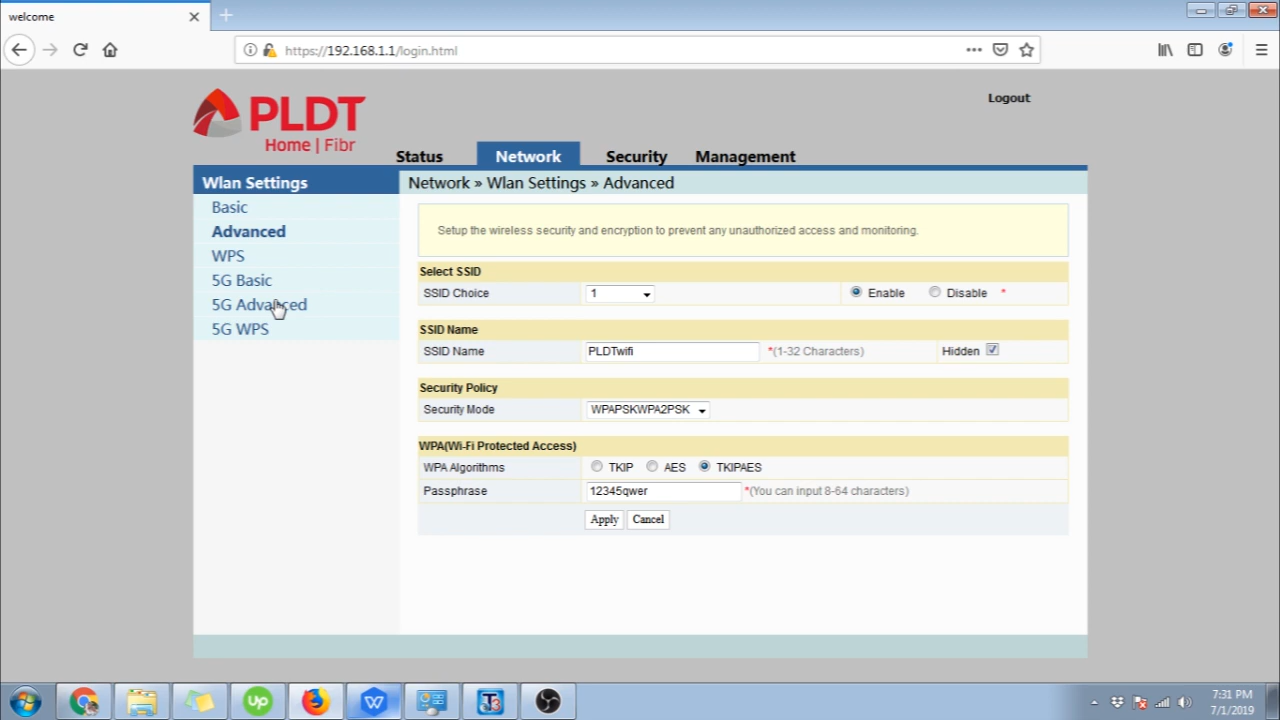 welcome
https://192.168.1.1/login.html
PLDT
Home | Fibr
Logout
Status Network Security Management
Wlan Settings
Network » Wlan Settings » Advanced
Basic
Advanced
WPS
5G Basic
5G Advanced
5G WPS
Setup the wireless security and encryption to prevent any unauthorized access and monitoring.
Select SSID
SSID Choice 1 Enable Disable *
SSID Name
SSID Name PLDTwifi *(1-32 Characters) Hidden
Security Policy
Security Mode WPAPSKWPA2PSK
WPA(Wi-Fi Protected Access)
WPA Algorithms TKIP AES TKIPAES
Passphrase 12345qwer *(You can input 8-64 characters)
Apply Cancel
Up
W
T3
7:31 PM
7/1/2019